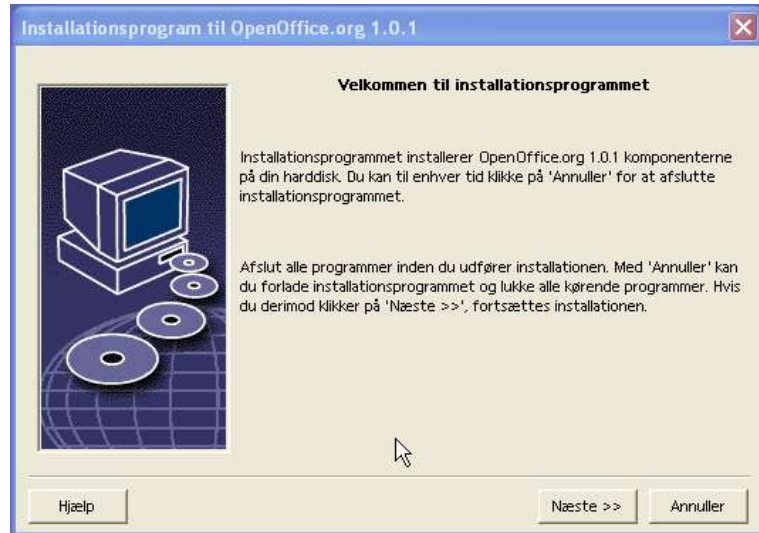 Installationsprogram til OpenOffice.org 1.0.1
Velkommen til installationsprogrammet
Installationsprogrammet installerer OpenOffice.org 1.0.1 komponenterne
på din harddisk. Du kan til enhver tid klikke på 'Annuller' for at afslutte
installationsprogrammet.
Afslut alle programmer inden du udfører installationen. Med 'Annuller' kan
du forlade installationsprogrammet og lukke alle kørende programmer. Hvis
du derimod klikker på 'Næste >>', fortsættes installationen.
Hjælp
Næste >>
Annuller